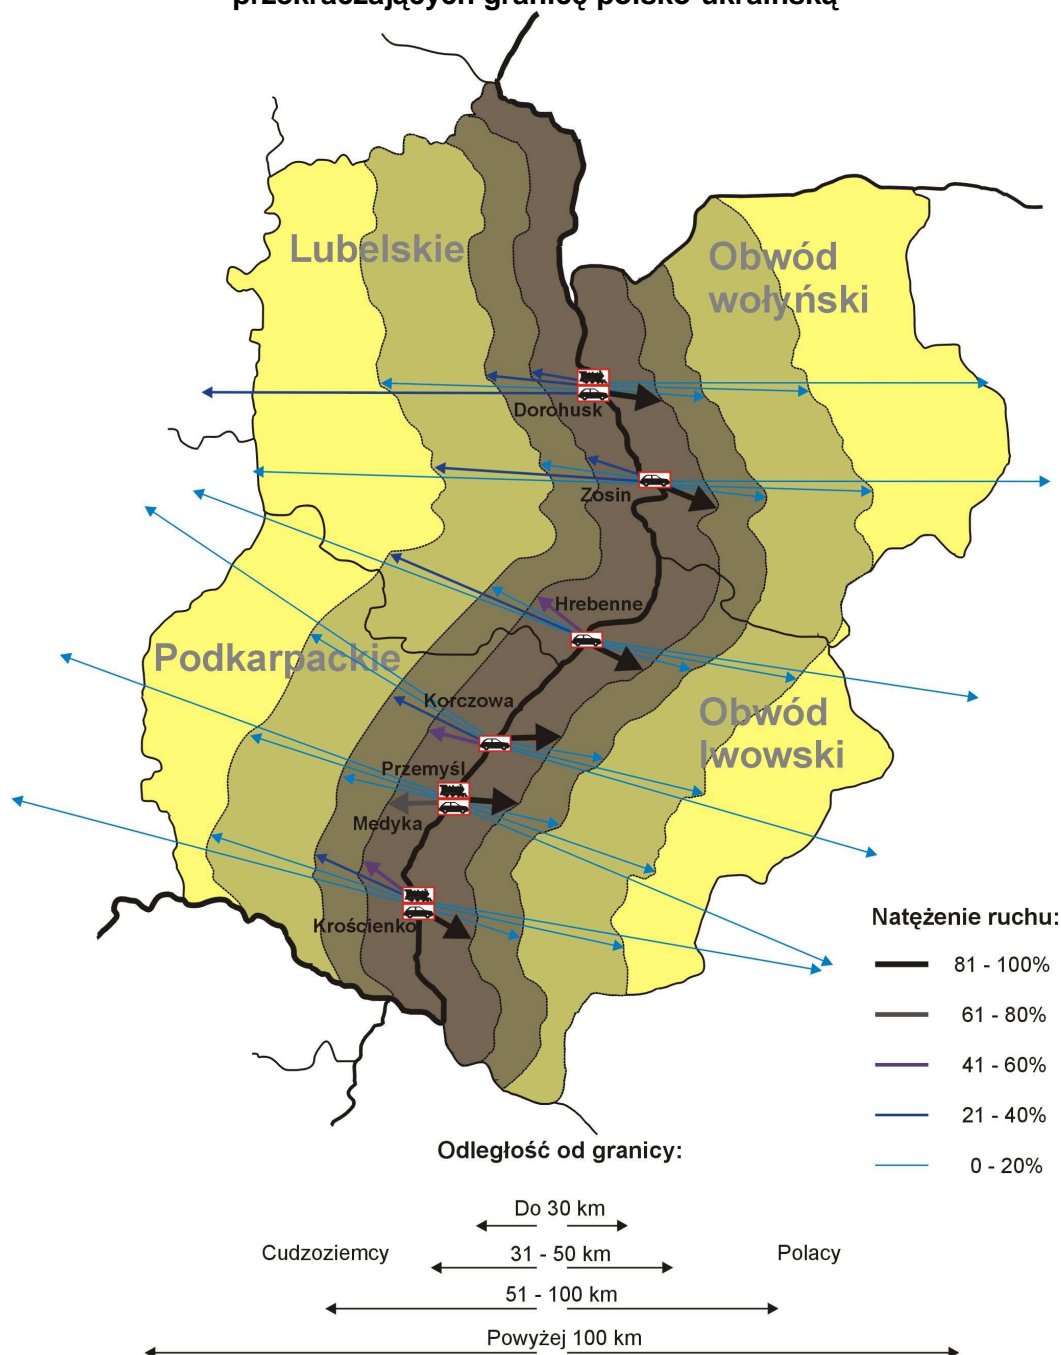 przekraczających granicę polsko-ukraińską
Lubelskie
Obwód
wołyński
Dorohusk
Zosin
Hrebenne
Podkarpackie
Korczowa
Obwód
lwowski
Przemyśl
Medyka
Krościenko
Natężenie ruchu:
81 - 100%
61 - 80%
41 - 60%
21 - 40%
0 - 20%
Odległość od granicy:
Do 30 km
Cudzoziemcy 31 - 50 km Polacy
51 - 100 km
Powyżej 100 km